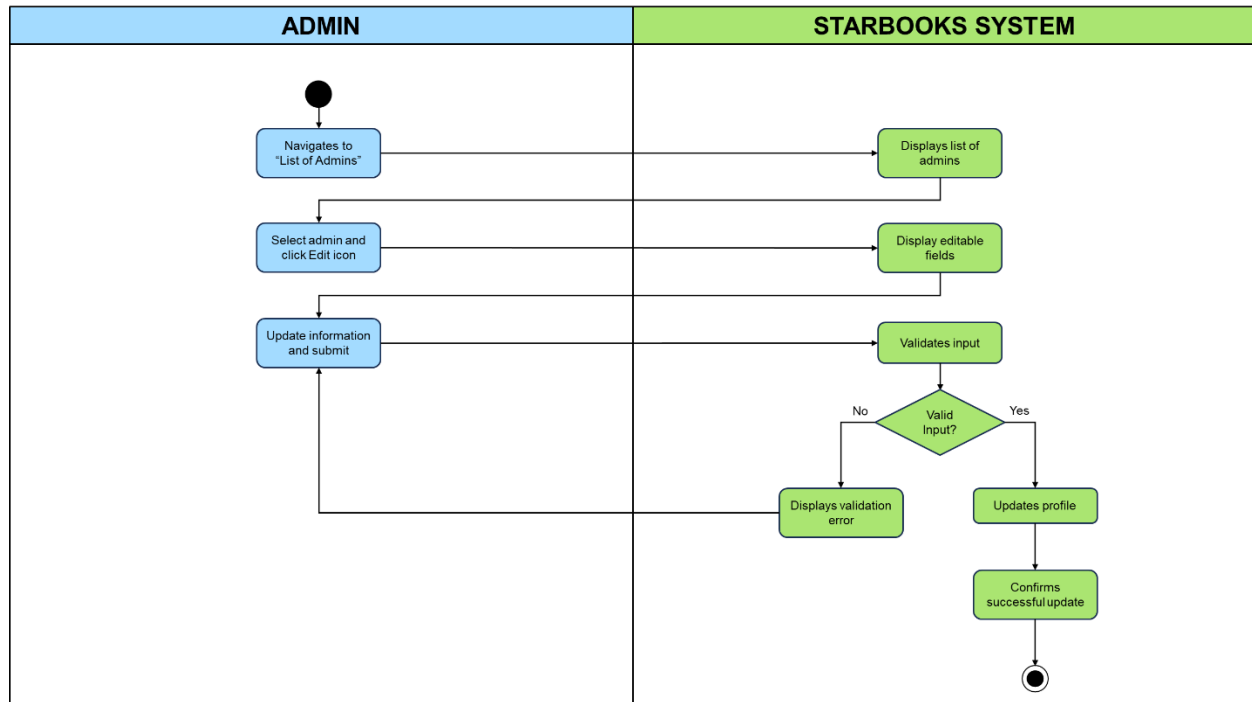 ADMIN
STARBOOKS SYSTEM
Navigates to
“List of Admins”
Displays list of
admins
Select admin and
click Edit icon
Display editable
fields
Update information
and submit
Validates input
No
Valid
Input?
Yes
Displays validation
error
Updates profile
Confirms
successful update